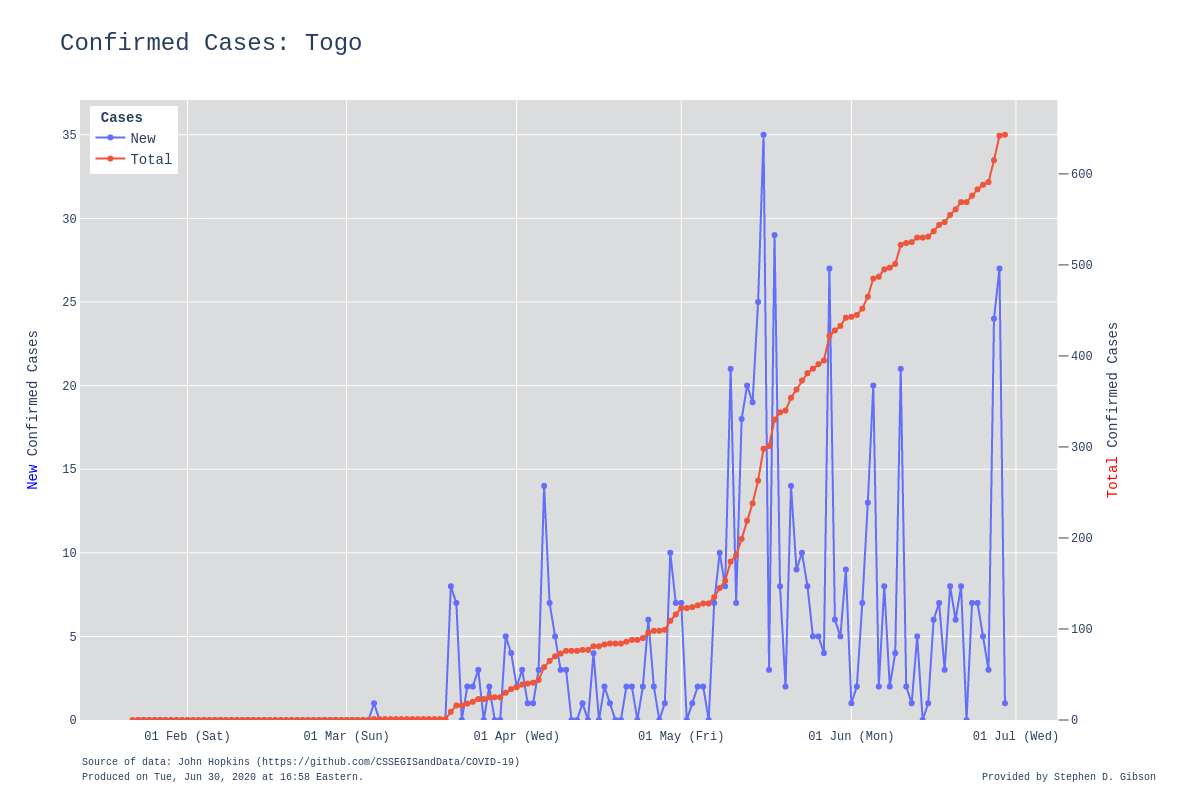 Confirmed Cases: Togo
Cases
New
Total
35
30
25
20
15
10
5
0
600
500
400
300
200
100
0
New Confirmed Cases
Total Confirmed Cases
01 Feb (Sat)
01 Mar (Sun)
01 Apr (Wed)
01 May (Fri)
01 Jun (Mon)
01 Jul (Wed)
Source of data: John Hopkins (https://github.com/CSSEGISandData/COVID-19)
Produced on Tue, Jun 30, 2020 at 16:58 Eastern.
Provided by Stephen D. Gibson